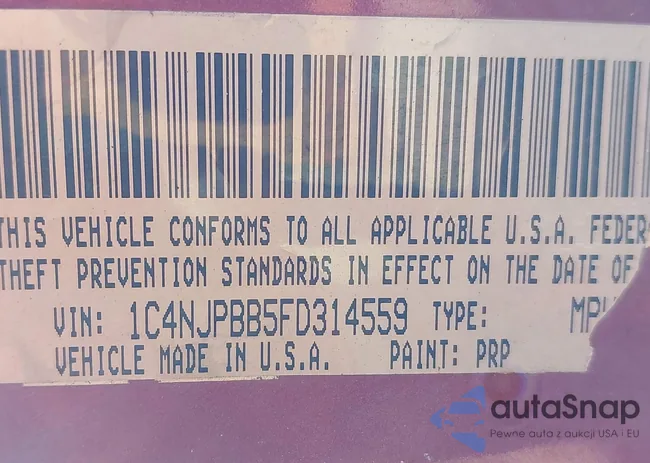 THIS VEHICLE CONFORMS TO ALL APPLICABLE U.S.A. FEDER
THEFT PREVENTION STANDARDS IN EFFECT ON THE DATE OF
VIN: 1C4NJPBB5FD314559 TYPE: MPV
VEHICLE MADE IN U.S.A. PAINT: PRP
autaSnap
Pewne auta z aukcji USA i EU